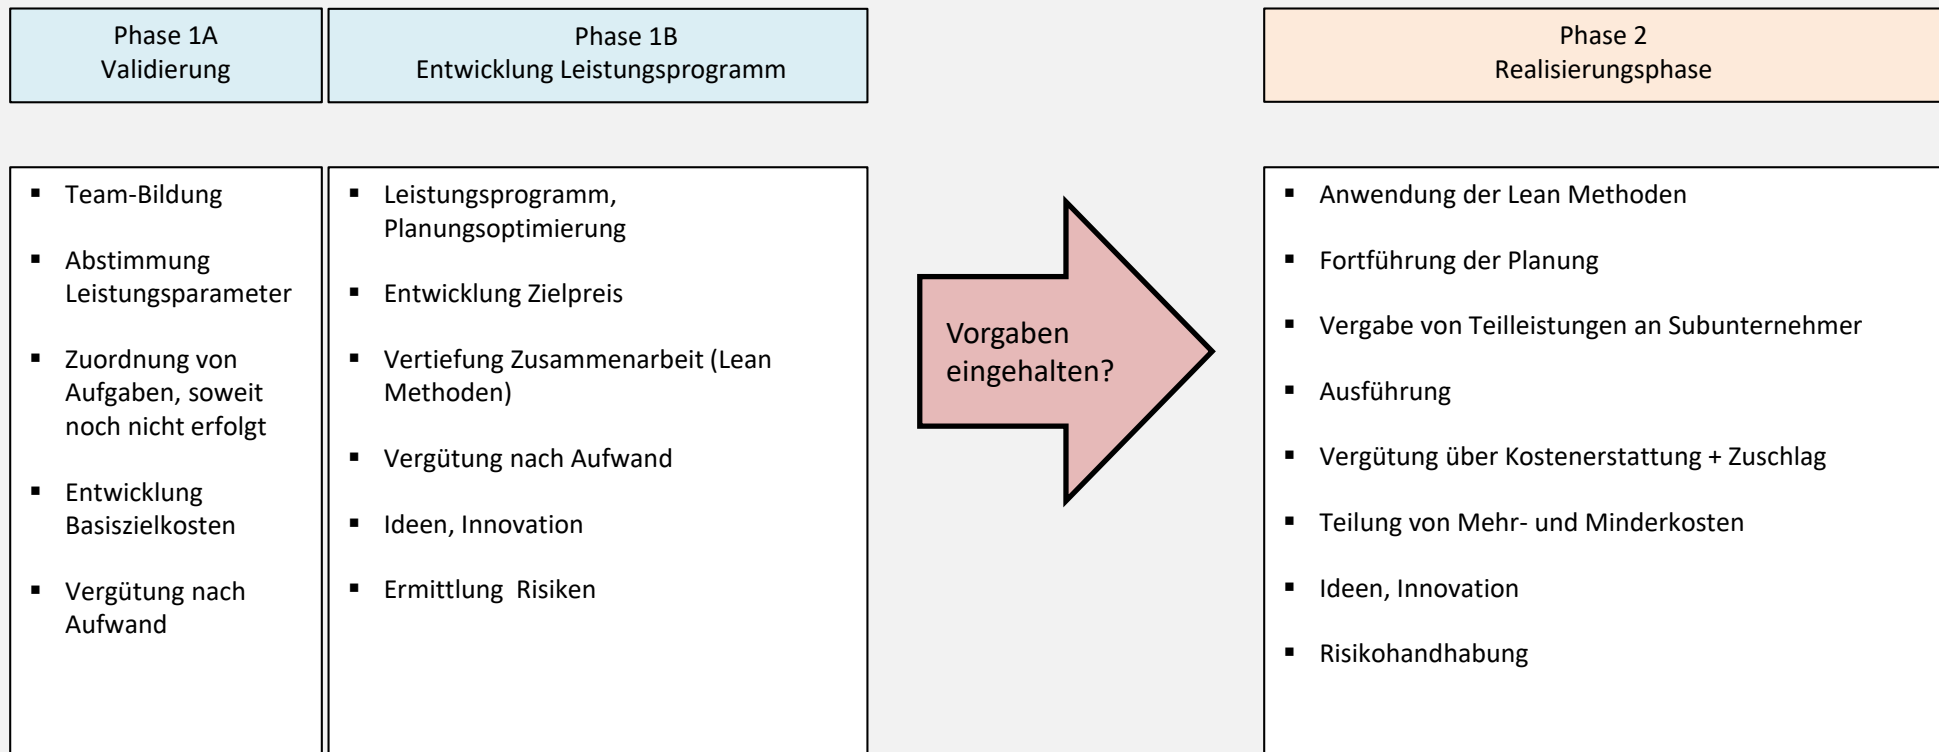 Phase 1A
Validierung
Phase 1B
Entwicklung Leistungsprogramm
Phase 2
Realisierungsphase
▪ Team-Bildung
▪ Abstimmung
Leistungsparameter
▪ Zuordnung von
Aufgaben, soweit
noch nicht erfolgt
▪ Entwicklung
Basiszielkosten
▪ Vergütung nach
Aufwand
▪ Leistungsprogramm,
Planungsoptimierung
▪ Entwicklung Zielpreis
▪ Vertiefung Zusammenarbeit (Lean
Methoden)
▪ Vergütung nach Aufwand
▪ Ideen, Innovation
▪ Ermittlung  Risiken
Vorgaben
eingehalten?
▪ Anwendung der Lean Methoden
▪ Fortführung der Planung
▪ Vergabe von Teilleistungen an Subunternehmer
▪ Ausführung
▪ Vergütung über Kostenerstattung + Zuschlag
▪ Teilung von Mehr- und Minderkosten
▪ Ideen, Innovation
▪ Risikohandhabung